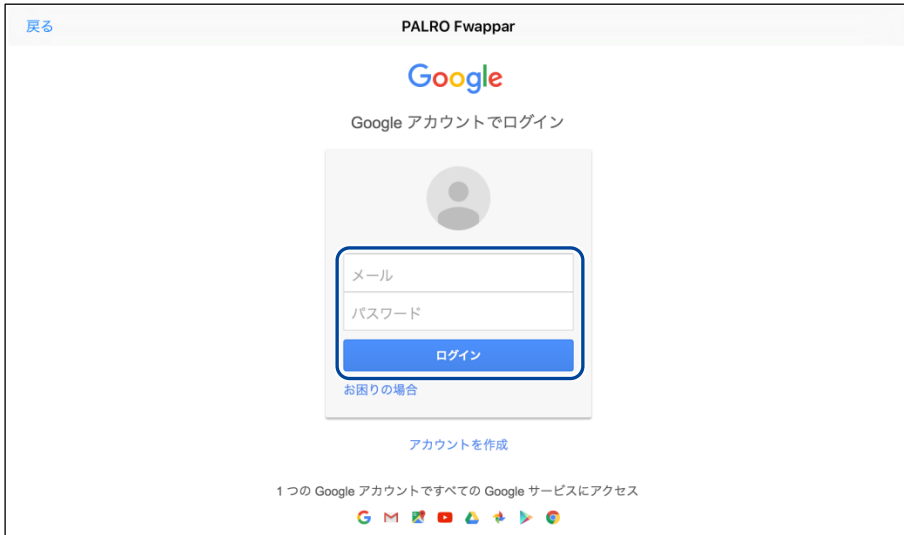 戻る
PALRO Fwappar
Google
Google アカウントでログイン
メール
パスワード
ログイン
お困りの場合
アカウントを作成
1 つの Google アカウントですべての Google サービスにアクセス